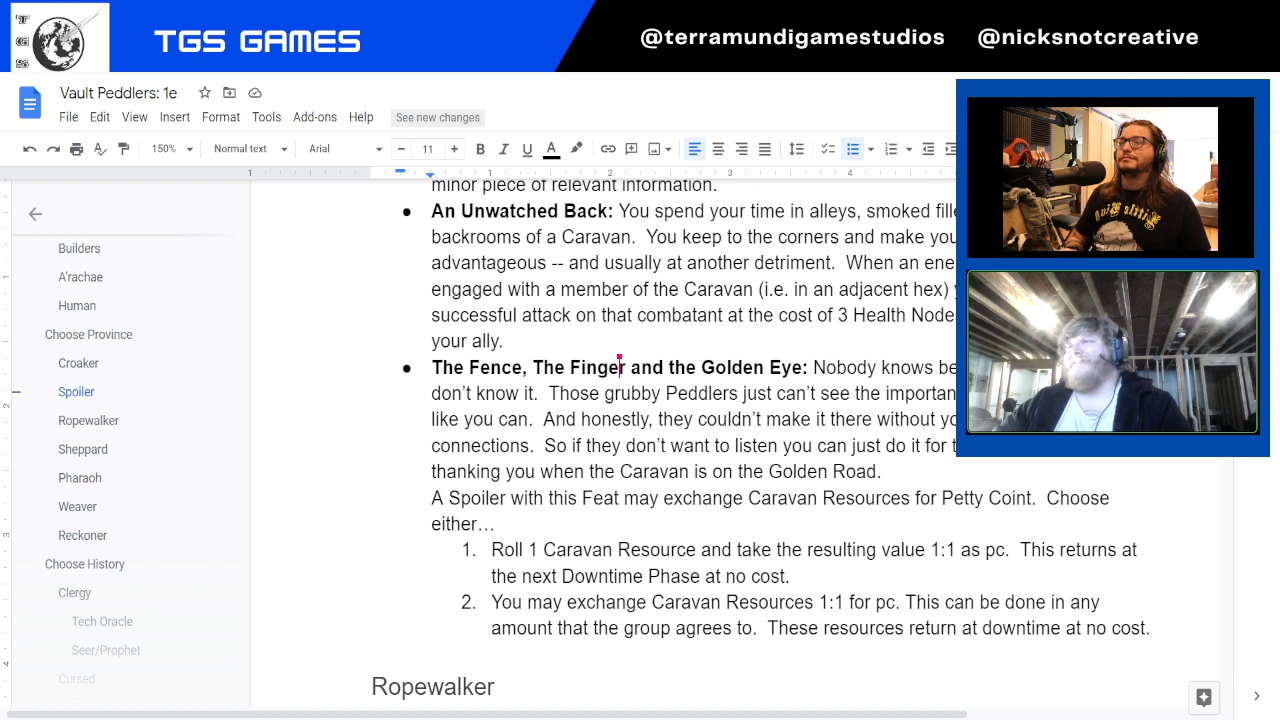 T
G
S
TGS GAMES
@terramundigamestudios @nicksnotcreative
Vault Peddlers: 1e
File Edit View Insert Format Tools Add-ons Help See new changes
150% Normal text Arial 11 B I U A
1 1 2 3 4
minor piece of relevant information.
Builders
A'rachae
Human
Choose Province
Croaker
Spoiler
Ropewalker
Sheppard
Pharaoh
Weaver
Reckoner
Choose History
Clergy
Tech Oracle
Seer/Prophet
Cursed
1
2
3
4
● An Unwatched Back: You spend your time in alleys, smoked fille
backrooms of a Caravan. You keep to the corners and make you
advantageous -- and usually at another detriment. When an ene
engaged with a member of the Caravan (i.e. in an adjacent hex) y
successful attack on that combatant at the cost of 3 Health Node
your ally.
● The Fence, The Finger and the Golden Eye: Nobody knows be
don't know it. Those grubby Peddlers just can't see the importan
like you can. And honestly, they couldn't make it there without yo
connections. So if they don't want to listen you can just do it for t
thanking you when the Caravan is on the Golden Road.
A Spoiler with this Feat may exchange Caravan Resources for Petty Coint. Choose
either…
1. Roll 1 Caravan Resource and take the resulting value 1:1 as pc. This returns at
the next Downtime Phase at no cost.
2. You may exchange Caravan Resources 1:1 for pc. This can be done in any
amount that the group agrees to. These resources return at downtime at no cost.
Ropewalker